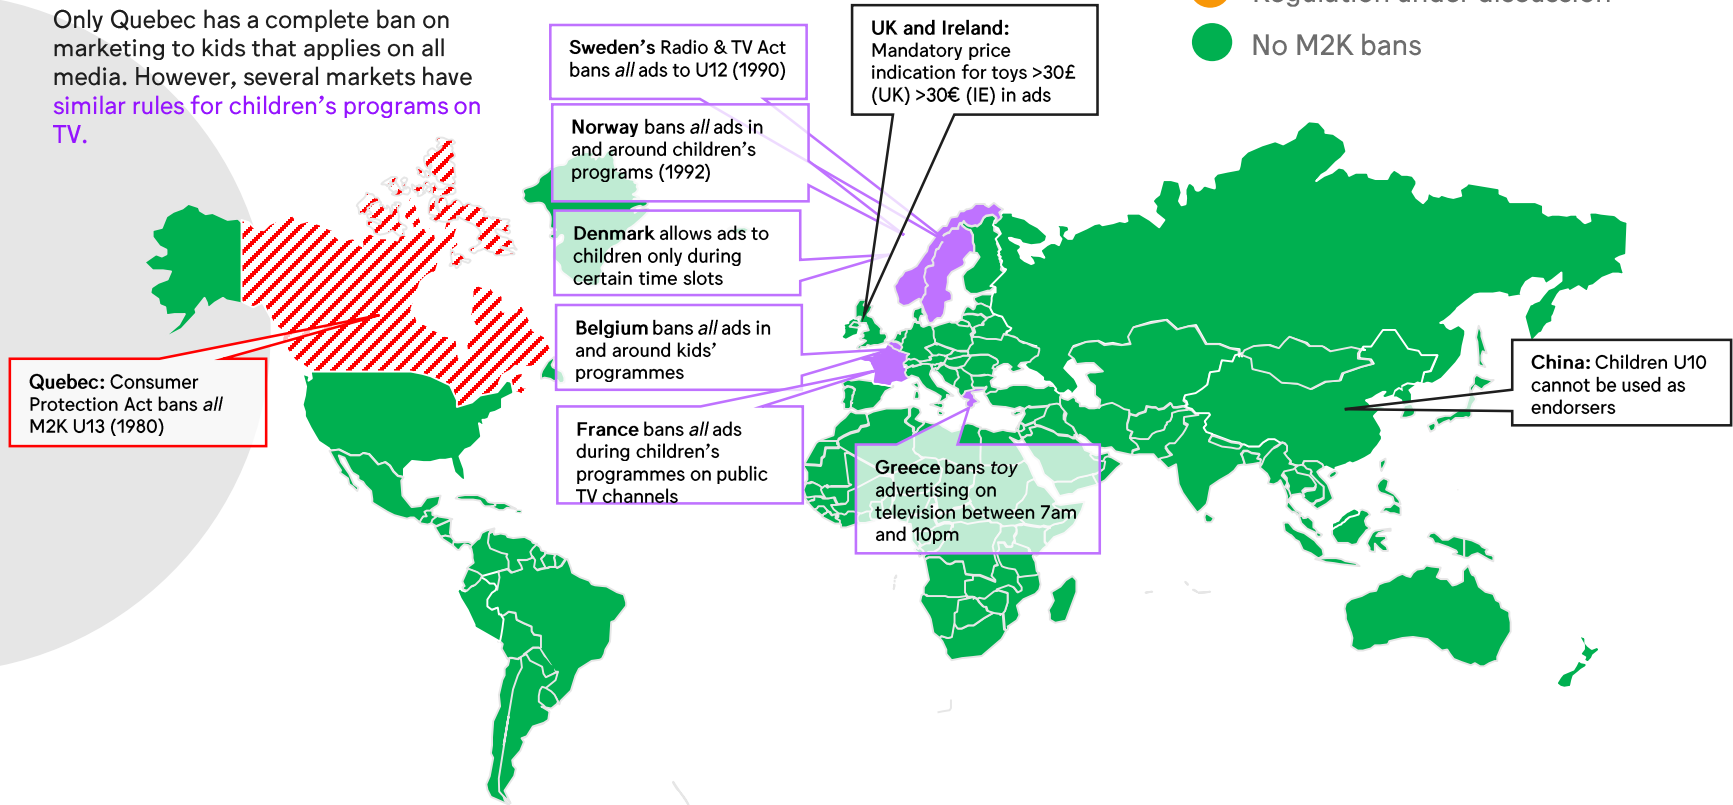 Only Quebec has a complete ban on
marketing to kids that applies on all
media. However, several markets have
similar rules for children's programs on
TV.
Regulation under discussion
No M2K bans
Sweden's Radio & TV Act
bans all ads to U12 (1990)
UK and Ireland:
Mandatory price
indication for toys >30£
(UK) >30€ (IE) in ads
Norway bans all ads in
and around children's
programs (1992)
Denmark allows ads to
children only during
certain time slots
Belgium bans all ads in
and around kids'
programmes
Quebec: Consumer
Protection Act bans all
M2K U13 (1980)
China: Children U10
cannot be used as
endorsers
France bans all ads
during children's
programmes on public
TV channels
Greece bans toy
advertising on
television between 7am
and 10pm